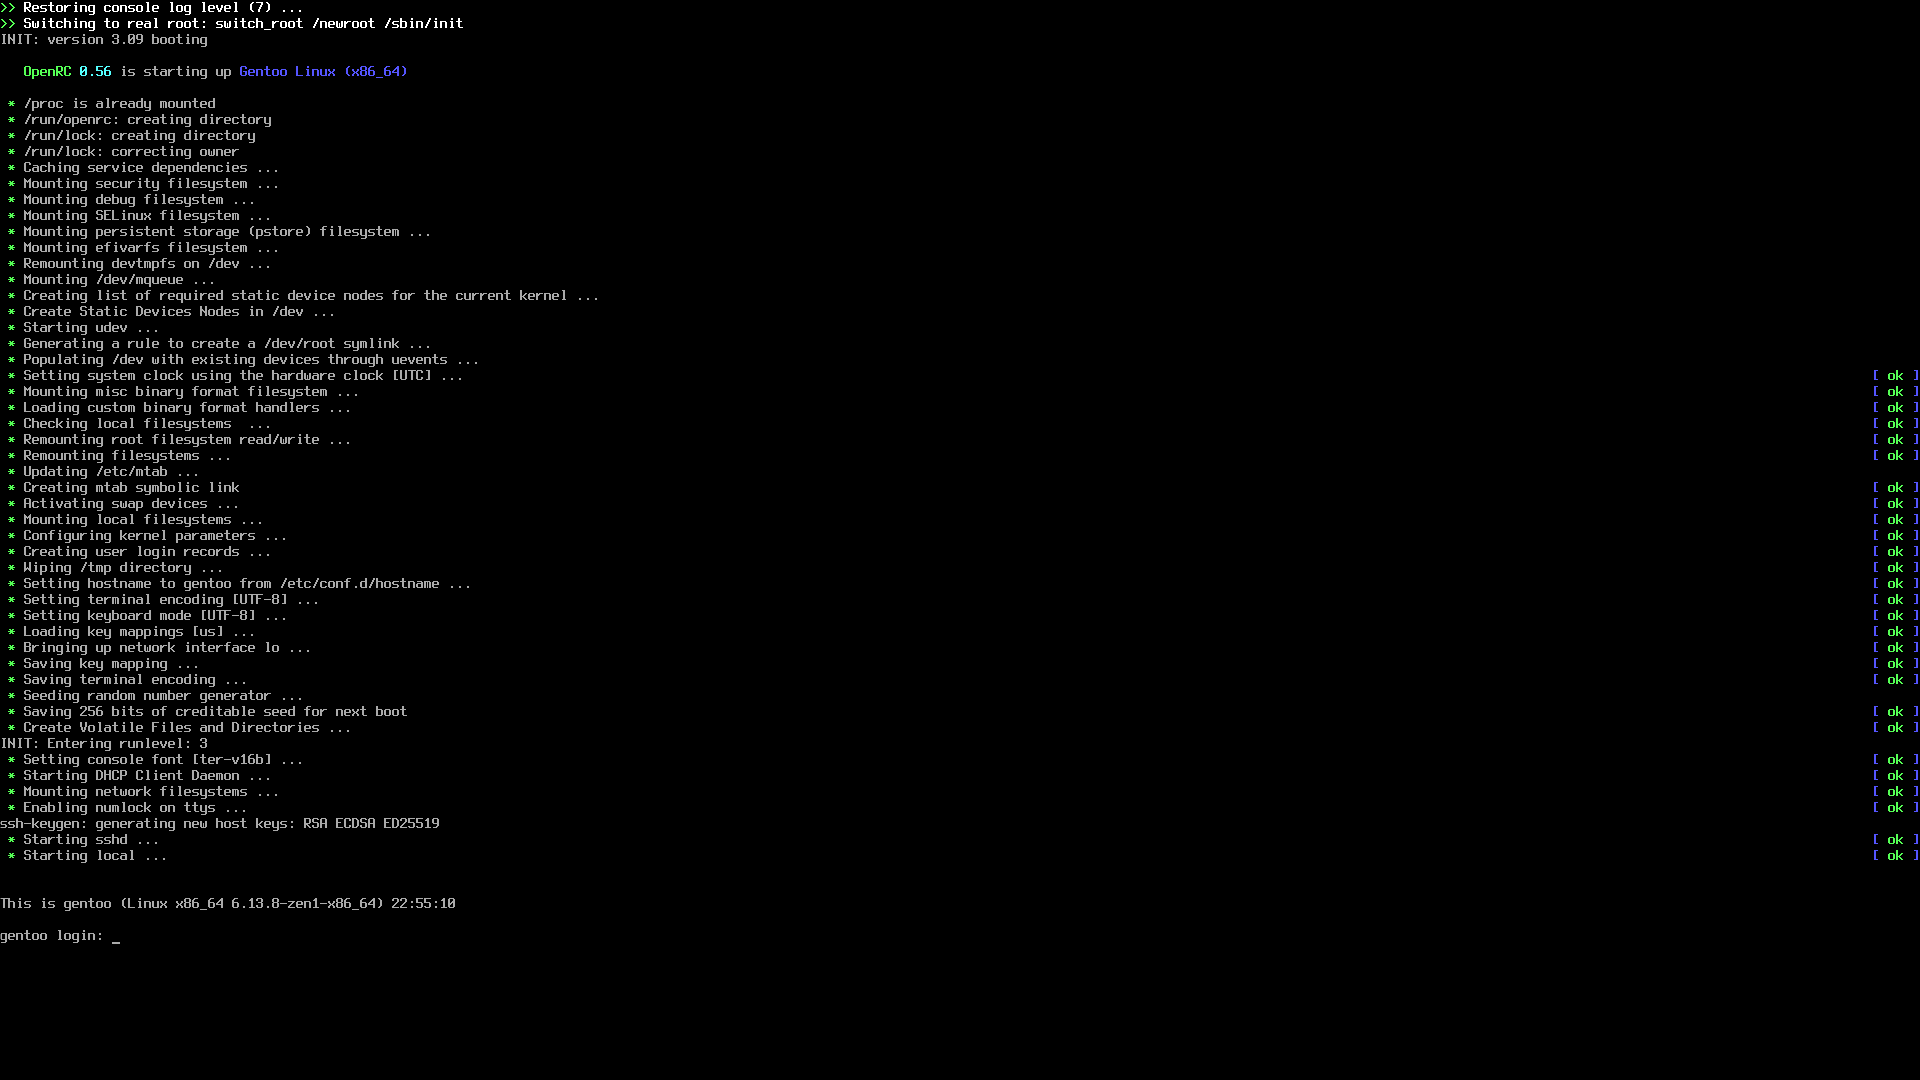 >> Restoring console log level (7) ...
>> Switching to real root: switch_root /newroot /sbin/init
INIT: version 3.09 booting
OpenRC 0.56 is starting up Gentoo Linux (x86_64)
* /proc is already mounted
* /run/openrc: creating directory
* /run/lock: creating directory
* /run/lock: correcting owner
* Caching service dependencies ...
* Mounting security filesystem ...
* Mounting debug filesystem ...
* Mounting SELinux filesystem ...
* Mounting persistent storage (pstore) filesystem ...
* Mounting efivarfs filesystem ...
* Remounting devtmpfs on /dev ...
* Mounting /dev/mqueue ...
* Creating list of required static device nodes for the current kernel ...
* Create Static Devices Nodes in /dev ...
* Starting udev ...
* Generating a rule to create a /dev/root symlink ...
* Populating /dev with existing devices through uevents ...
* Setting system clock using the hardware clock [UTC] ... [ ok ]
* Mounting misc binary format filesystem ... [ ok ]
* Loading custom binary format handlers ... [ ok ]
* Checking local filesystems  ... [ ok ]
* Remounting root filesystem read/write ... [ ok ]
* Remounting filesystems ... [ ok ]
* Updating /etc/mtab ...
* Creating mtab symbolic link [ ok ]
* Activating swap devices ... [ ok ]
* Mounting local filesystems ... [ ok ]
* Configuring kernel parameters ... [ ok ]
* Creating user login records ... [ ok ]
* Wiping /tmp directory ... [ ok ]
* Setting hostname to gentoo from /etc/conf.d/hostname ... [ ok ]
* Setting terminal encoding [UTF-8] ... [ ok ]
* Setting keyboard mode [UTF-8] ... [ ok ]
* Loading key mappings [us] ... [ ok ]
* Bringing up network interface lo ... [ ok ]
* Saving key mapping ... [ ok ]
* Saving terminal encoding ... [ ok ]
* Seeding random number generator ...
* Saving 256 bits of creditable seed for next boot [ ok ]
* Create Volatile Files and Directories ... [ ok ]
INIT: Entering runlevel: 3
* Setting console font [ter-v16b] ... [ ok ]
* Starting DHCP Client Daemon ... [ ok ]
* Mounting network filesystems ... [ ok ]
* Enabling numlock on ttys ... [ ok ]
ssh-keygen: generating new host keys: RSA ECDSA ED25519
* Starting sshd ... [ ok ]
* Starting local ... [ ok ]
This is gentoo (Linux x86_64 6.13.8-zen1-x86_64) 22:55:10
gentoo login: _